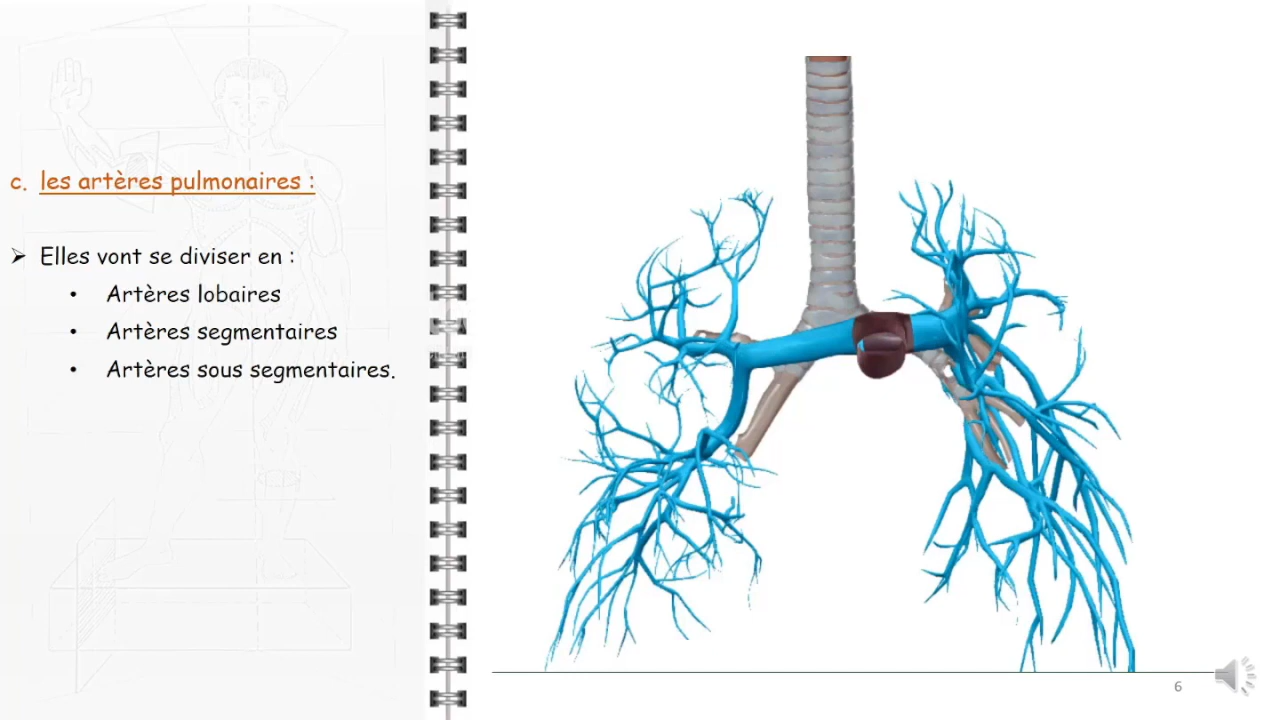 c. les artères pulmonaires :
➤ Elles vont se diviser en :
• Artères lobaires
• Artères segmentaires
• Artères sous segmentaires.
6